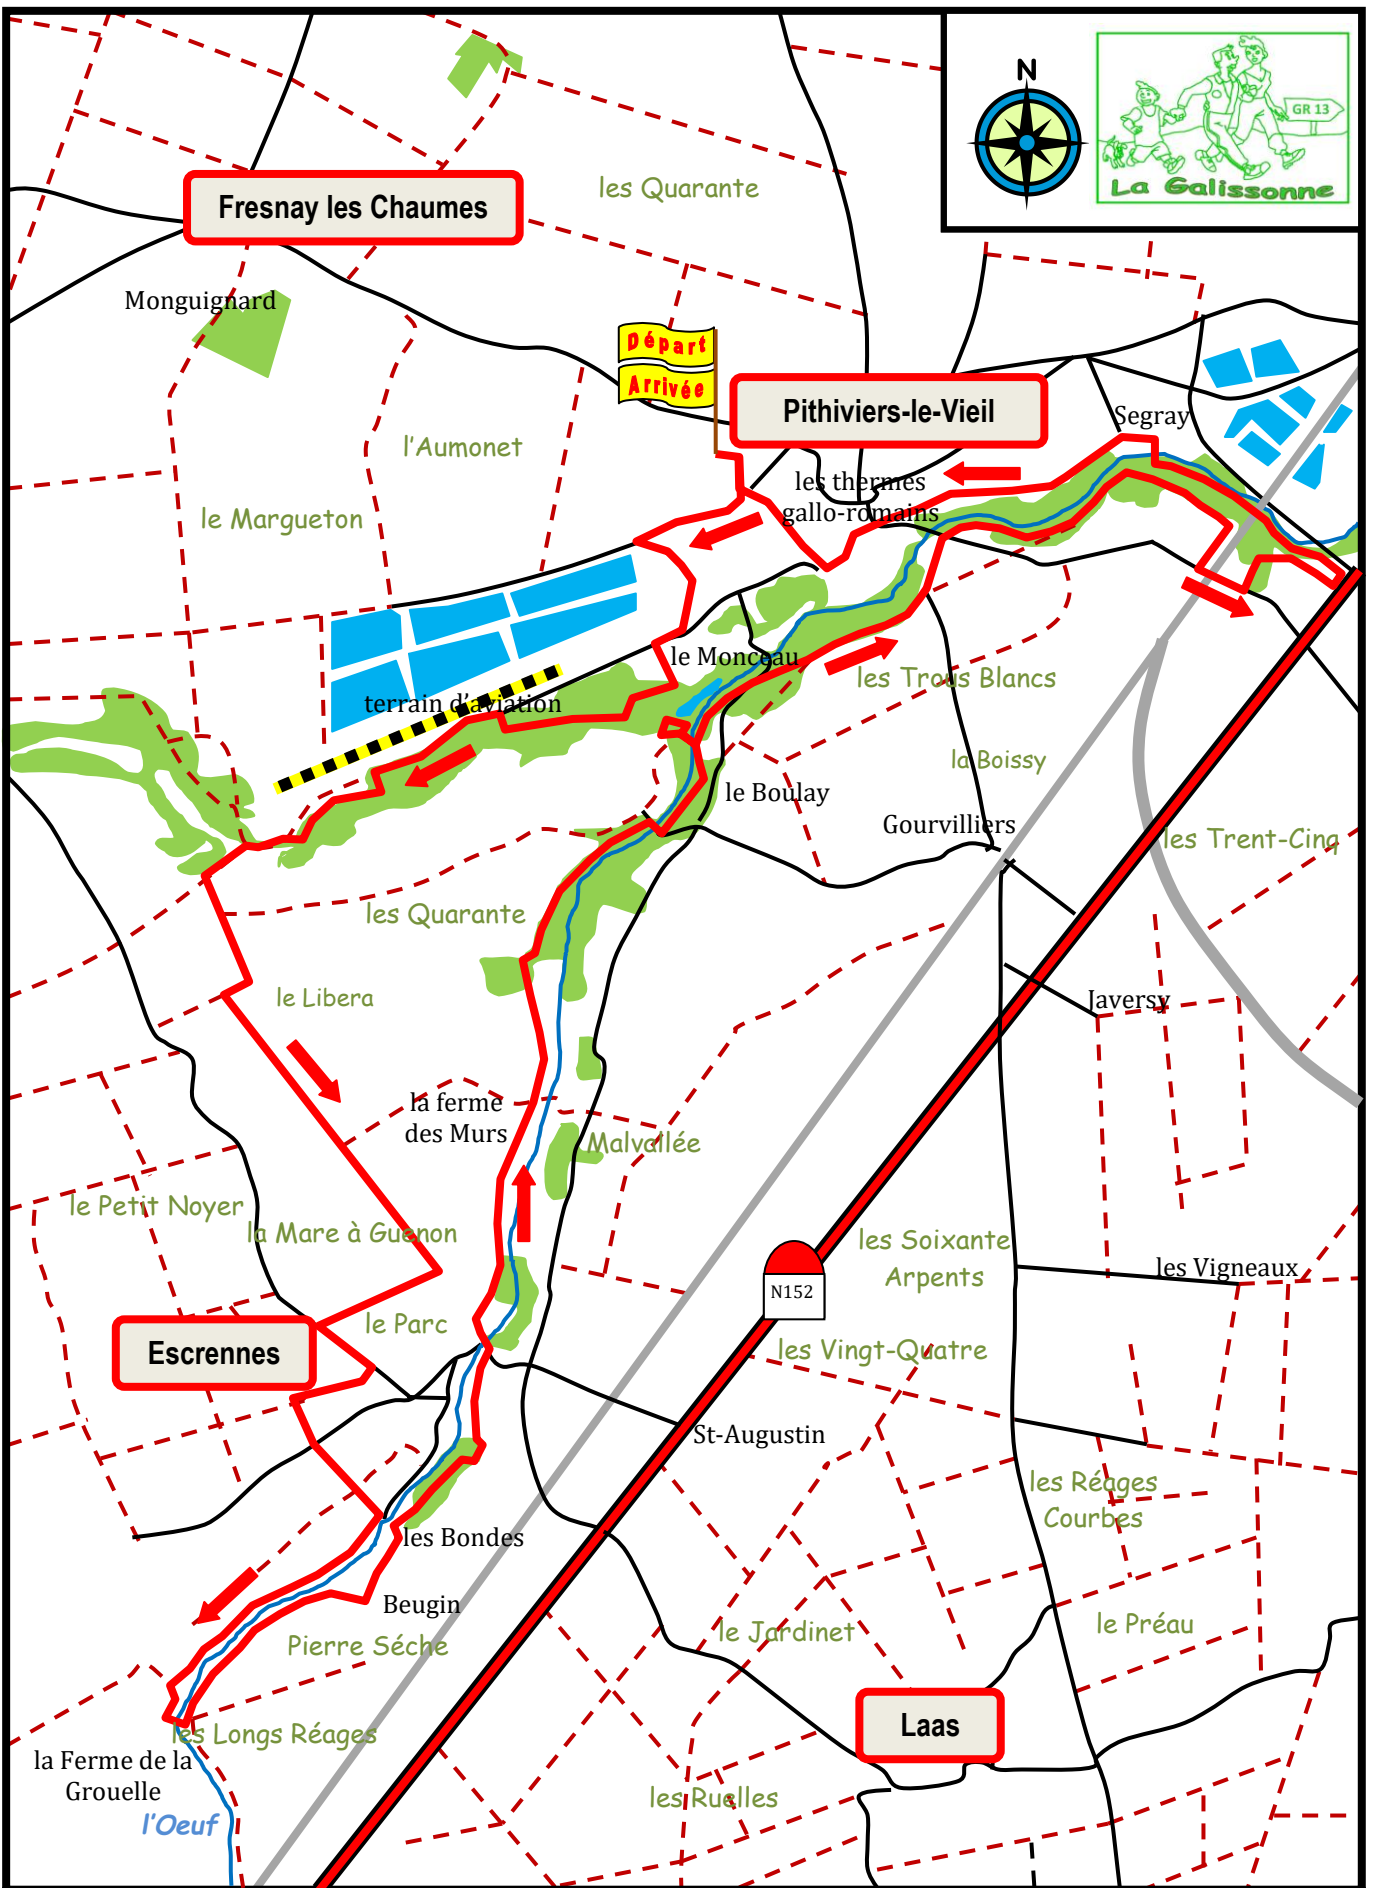 N
GR 13
La Galissonne
les Quarante
Fresnay les Chaumes
Monguignard
Départ
Arrivée
Pithiviers-le-Vieil
Segray
l'Aumonet
les thermes
gallo-romains
le Margueton
le Monceau
les Trous Blancs
terrain d'aviation
la Boissy
le Boulay
Gourvilliers
les Trent-Cinq
les Quarante
le Libera
Javersy
la ferme
des Murs
Malvallée
le Petit Noyer
la Mare à Guenon
les Soixante
Arpents
les Vigneaux
N152
le Parc
Escrennes
les Vingt-Quatre
St-Augustin
les Réages
Courbes
les Bondes
Beugin
le Jardinet
le Préau
Pierre Séche
Laas
les Longs Réages
la Ferme de la
Grouelle
les Ruelles
l'Oeuf